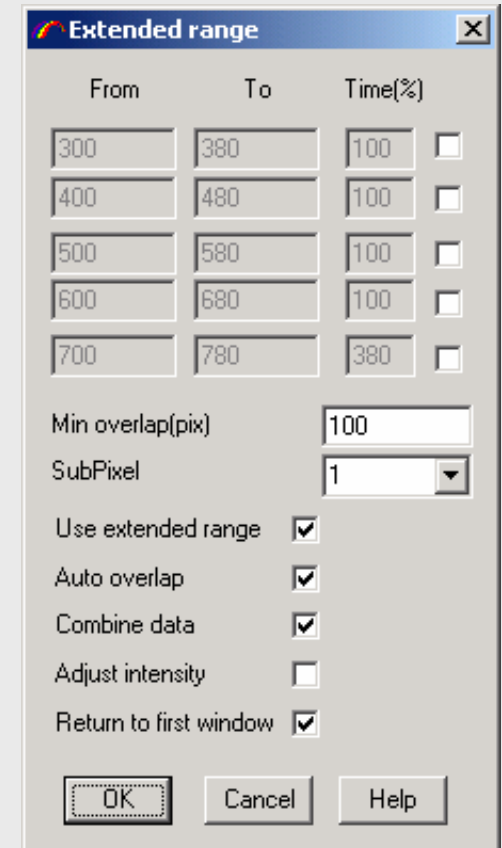 Extended range
From To Time(%)
300 380 100
400 480 100
500 580 100
600 680 100
700 780 380
Min overlap(pix) 100
SubPixel 1
Use extended range
Auto overlap
Combine data
Adjust intensity
Return to first window
OK Cancel Help